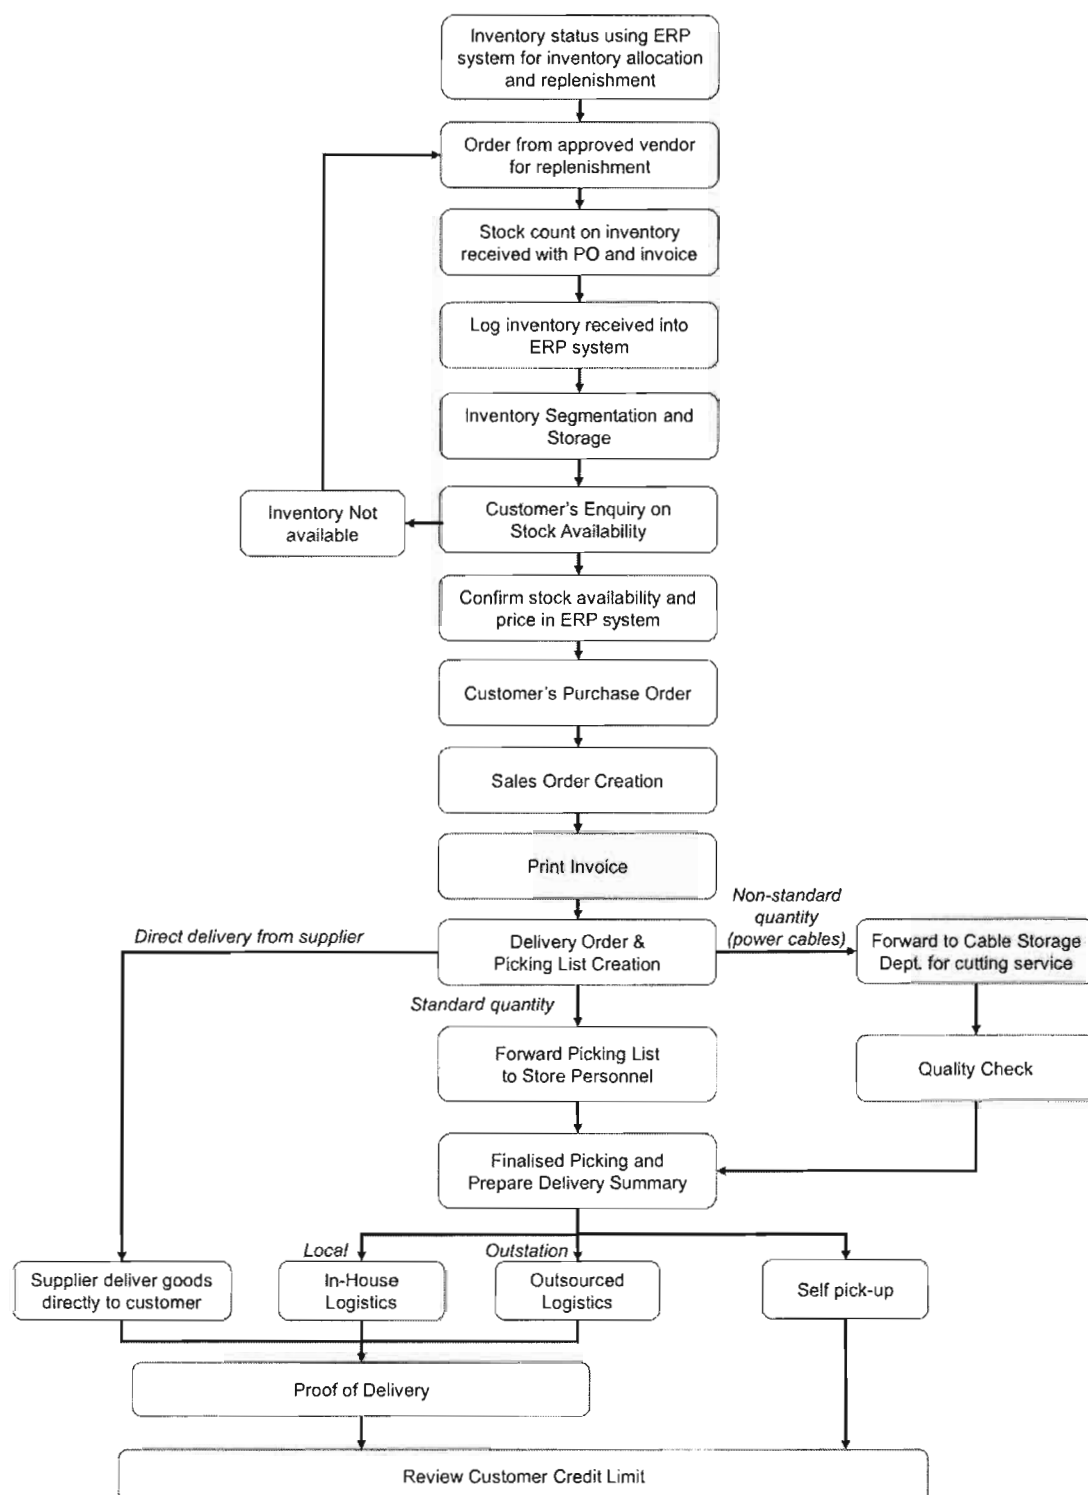 Inventory status using ERP
system for inventory allocation
and replenishment
Order from approved vendor
for replenishment
Stock count on inventory
received with PO and invoice
Log inventory received into
ERP system
Inventory Segmentation and
Storage
Inventory Not
available
Customer's Enquiry on
Stock Availability
Confirm stock availability and
price in ERP system
Customer's Purchase Order
Sales Order Creation
Print Invoice
Non-standard
quantity
(power cables)
Direct delivery from supplier
Delivery Order &
Picking List Creation
Forward to Cable Storage
Dept. for cutting service
Standard quantity
Forward Picking List
to Store Personnel
Quality Check
Finalised Picking and
Prepare Delivery Summary
Local
Outstation
Supplier deliver goods
directly to customer
In-House
Logistics
Outsourced
Logistics
Self pick-up
Proof of Delivery
Review Customer Credit Limit